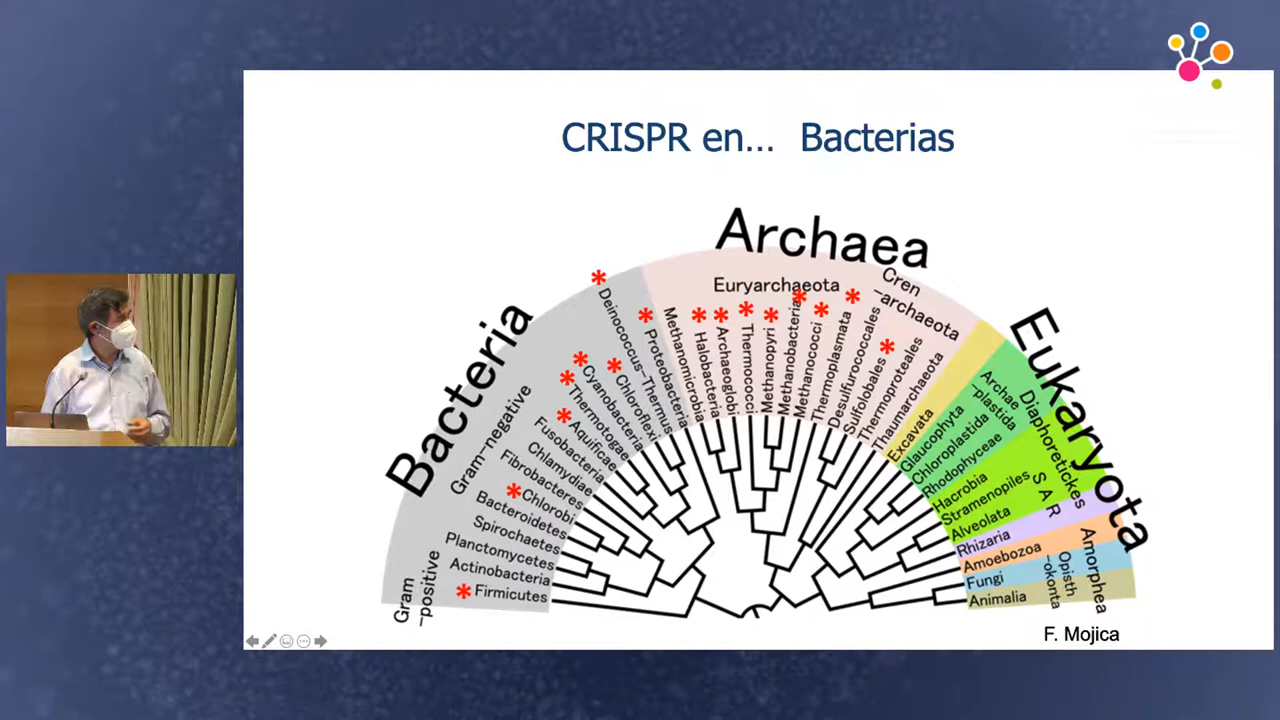 CRISPR en... Bacterias
Archaea
Bacteria
Eukaryota
Euryarchaeota
Cren
-archaeota
Gram-negative
Gram
-positive
* Firmicutes
Actinobacteria
Planctomycetes
Spirochaetes
Bacteroidetes
* Chlorobi
Fibrobacteres
Chlamydiae
Fusobacteria
* Aquificae
* Thermotogae
* Cyanobacteria
* Chloroflexi
* Deinococcus-Thermus
* Proteobacteria
Methanomicrobia
* Halobacteria
* Archaeoglobi
* Thermococci
* Methanopyri
* Methanobacteria
* Methanococci
* Thermoplasmata
Desulfurococcales
* Sulfolobales
Thermoproteales
Thaumarchaeota
Excavata
Glaucophyta
Chloroplastida
Rhodophyceae
Archae
-plastida
Hacrobia
Stramenopiles
Alveolata
S A R
Diaphoretickes
Rhizaria
Amoebozoa
Fungi
Animalia
Opisth
-okonta
Amorphea
F. Mojica